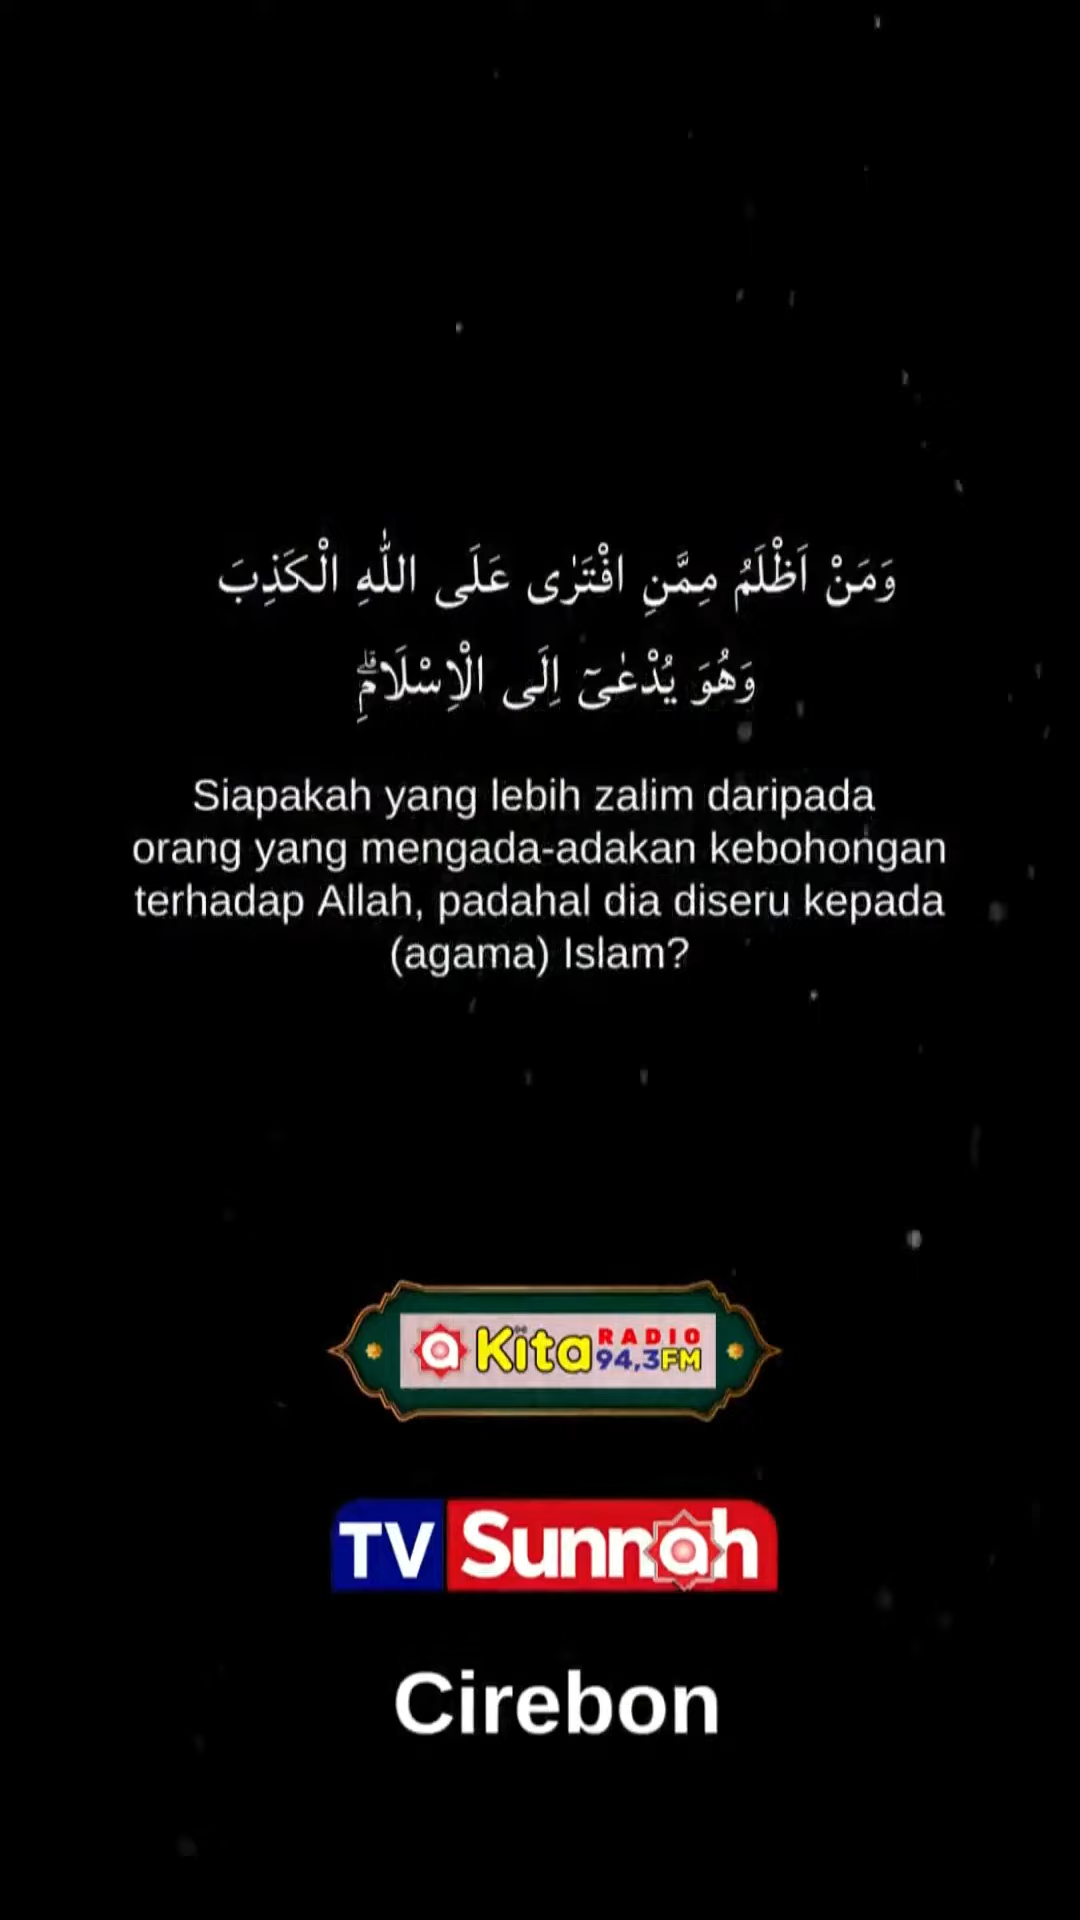 وَمَنْ اَظْلَمُ مِمَّنِ افْتَرٰى عَلَى اللّٰهِ الْكَذِبَ
وَهُوَ يُدْعٰىٓ اِلَى الْاِسْلَامِۗ
Siapakah yang lebih zalim daripada
orang yang mengada-adakan kebohongan
terhadap Allah, padahal dia diseru kepada
(agama) Islam?
Kita RADIO
94,3FM
TV Sunnah
Cirebon